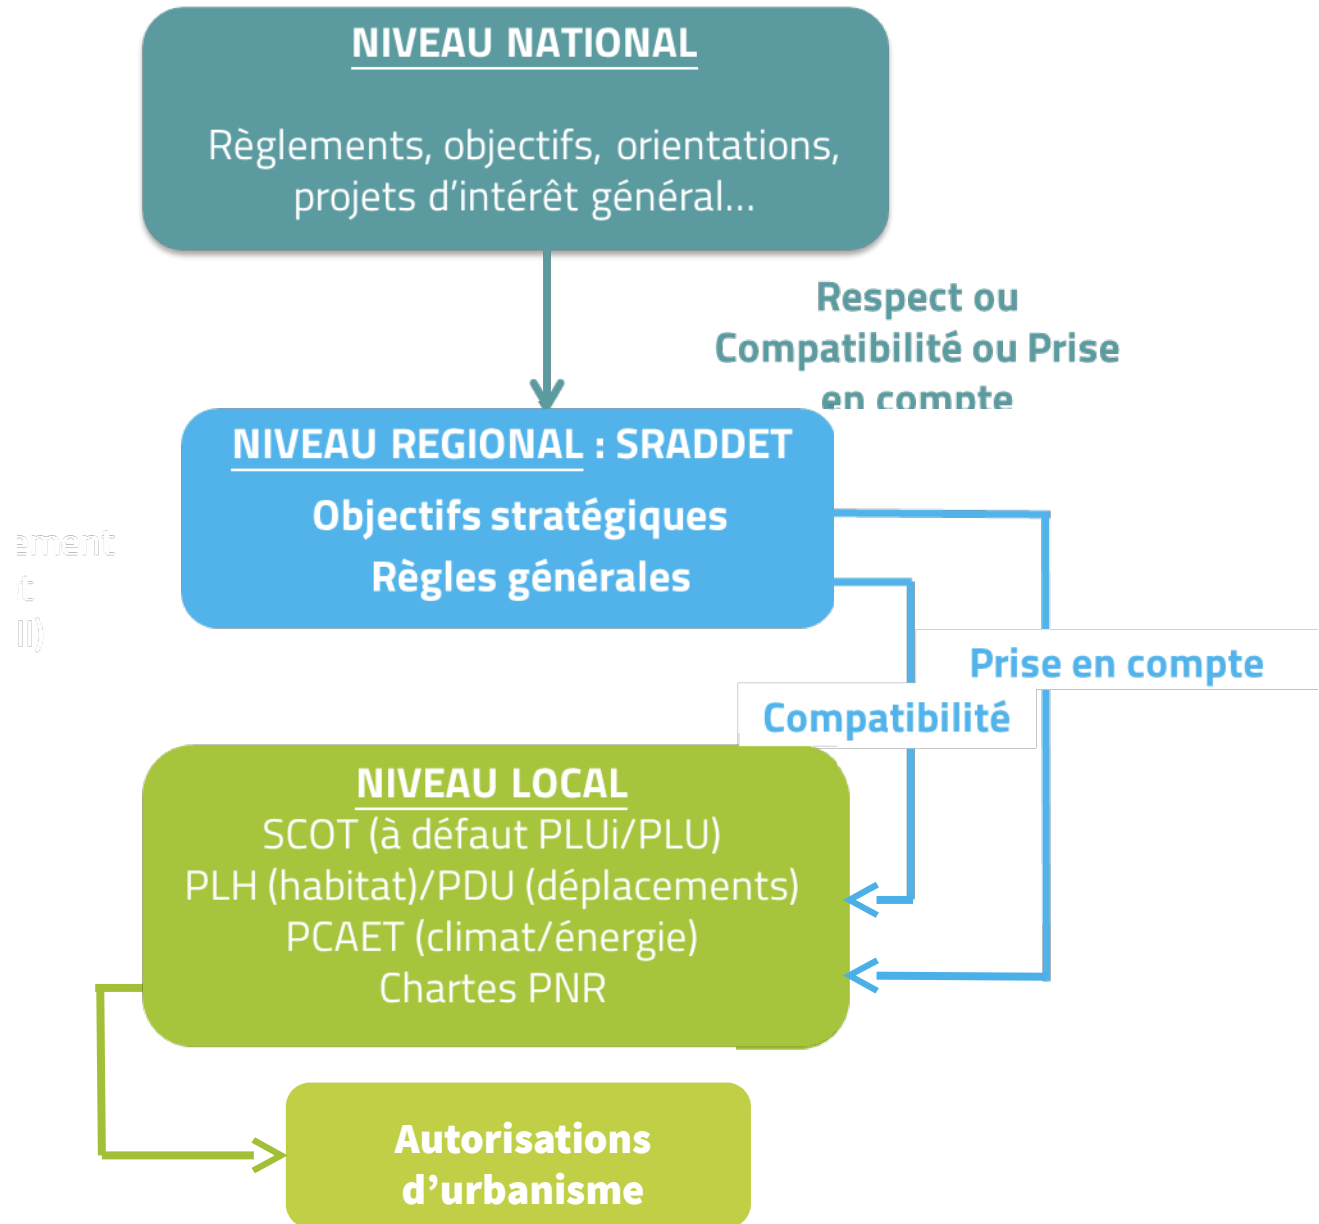 NIVEAU NATIONAL
Règlements, objectifs, orientations,
projets d'intérêt général...
Respect ou
Compatibilité ou Prise
en compte
NIVEAU REGIONAL : SRADDET
Objectifs stratégiques
Règles générales
ement
t
II)
Prise en compte
Compatibilité
NIVEAU LOCAL
SCOT (à défaut PLUi/PLU)
PLH (habitat)/PDU (déplacements)
PCAET (climat/énergie)
Chartes PNR
Autorisations
d'urbanisme